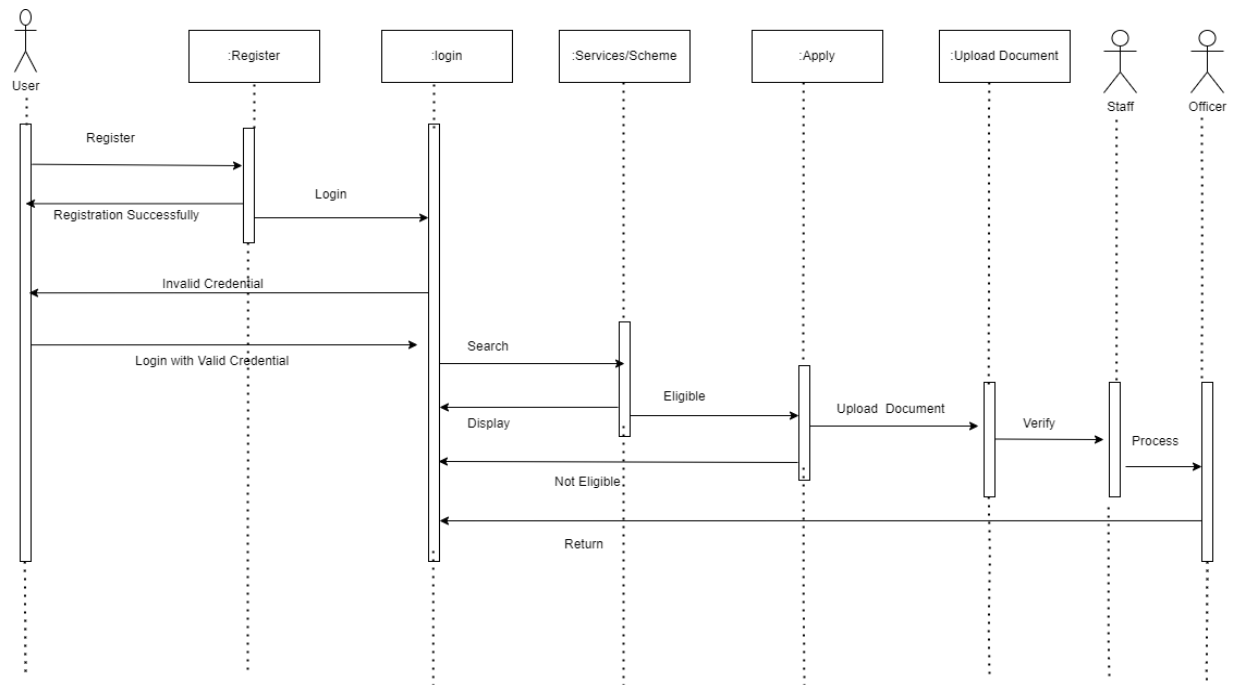 User
:Register
:login
:Services/Scheme
:Apply
:Upload Document
Staff
Officer
Register
Registration Successfully
Login
Invalid Credential
Login with Valid Credential
Search
Display
Eligible
Upload Document
Verify
Process
Not Eligible
Return